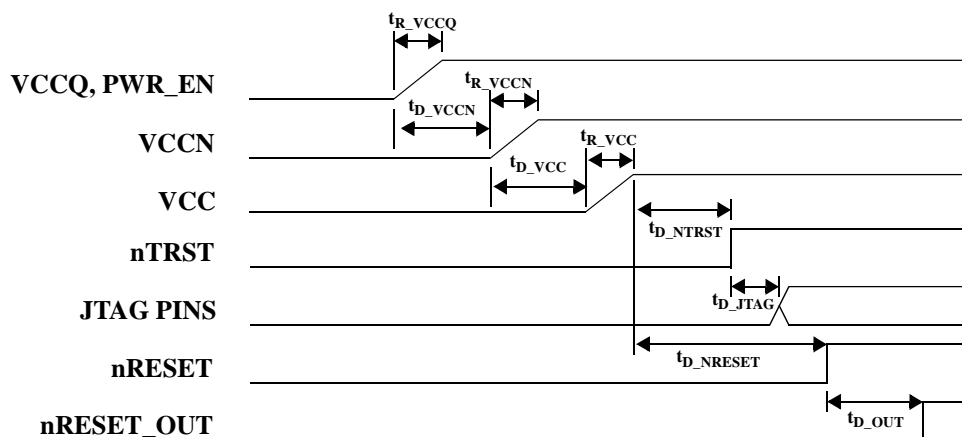 tR_VCCQ
VCCQ, PWR_EN
tR_VCCN
tD_VCCN
VCCN
tR_VCC
tD_VCC
VCC
tD_NTRST
nTRST
tD_JTAG
JTAG PINS
tD_NRESET
nRESET
tD_OUT
nRESET_OUT